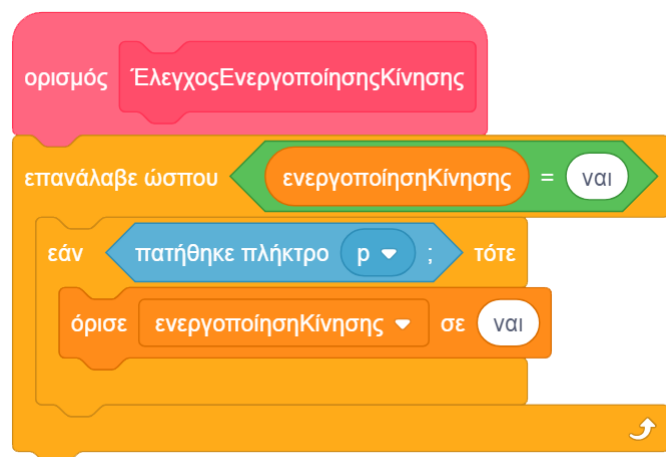 ορισμός ΈλεγχοςΕνεργοποίησηςΚίνησης
επανάλαβε ώσπου ενεργοποίησηΚίνησης = ναι
εάν πατήθηκε πλήκτρο p ; τότε
όρισε ενεργοποίησηΚίνησης σε ναι